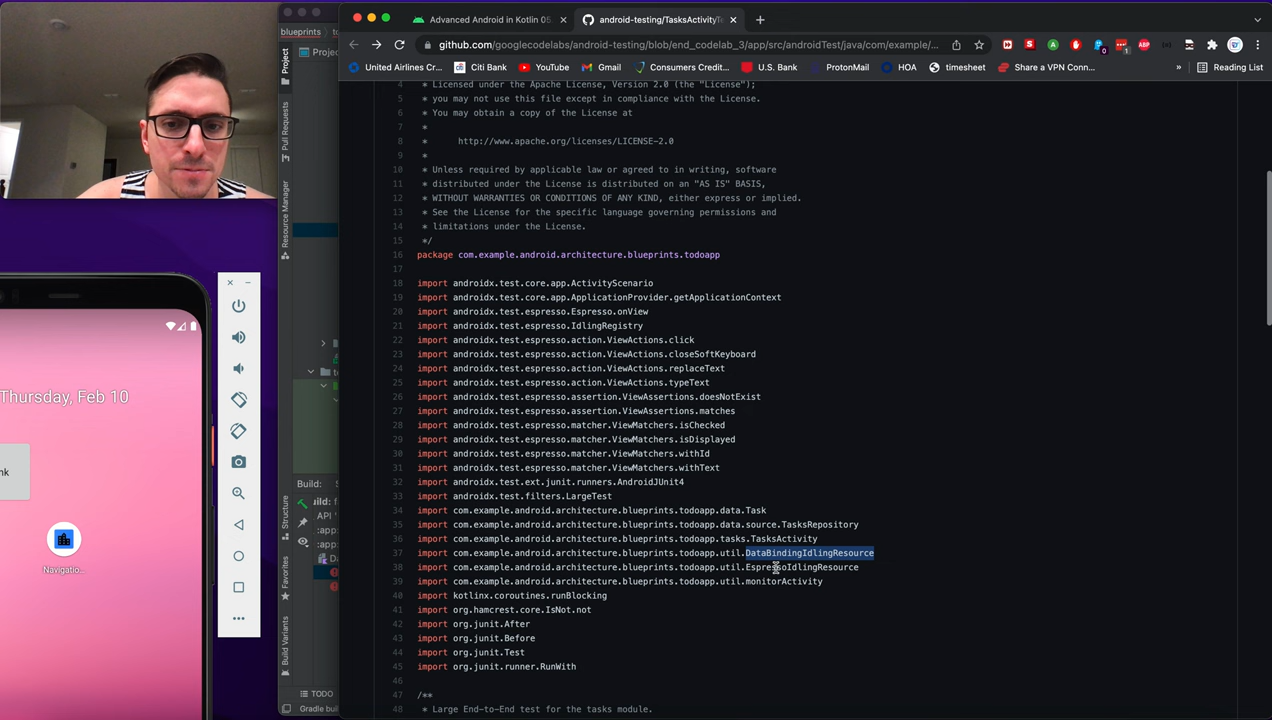 Advanced Android in Kotlin 05
android-testing/TasksActivityTe
blueprints
github.com/googlecodelabs/android-testing/blob/end_codelab_3/app/src/androidTest/java/com/example/...
United Airlines Cr...
Citi Bank
YouTube
Gmail
Consumers Credit...
U.S. Bank
ProtonMail
HOA
timesheet
Share a VPN Conn...
»
Reading List
Project
Pull Requests
Resource Manager
Structure
Favorites
Build Variants
Build:
API '
:app:
TODO
Gradle bui
4 * Licensed under the Apache License, Version 2.0 (the "License");
5 * you may not use this file except in compliance with the License.
6 * You may obtain a copy of the License at
7 *
8 * http://www.apache.org/licenses/LICENSE-2.0
9 *
10 * Unless required by applicable law or agreed to in writing, software
11 * distributed under the License is distributed on an "AS IS" BASIS,
12 * WITHOUT WARRANTIES OR CONDITIONS OF ANY KIND, either express or implied.
13 * See the License for the specific language governing permissions and
14 * limitations under the License.
15 */
16 package com.example.android.architecture.blueprints.todoapp
17
18 import androidx.test.core.app.ActivityScenario
19 import androidx.test.core.app.ApplicationProvider.getApplicationContext
20 import androidx.test.espresso.Espresso.onView
21 import androidx.test.espresso.IdlingRegistry
22 import androidx.test.espresso.action.ViewActions.click
23 import androidx.test.espresso.action.ViewActions.closeSoftKeyboard
24 import androidx.test.espresso.action.ViewActions.replaceText
25 import androidx.test.espresso.action.ViewActions.typeText
26 import androidx.test.espresso.assertion.ViewAssertions.doesNotExist
27 import androidx.test.espresso.assertion.ViewAssertions.matches
28 import androidx.test.espresso.matcher.ViewMatchers.isChecked
29 import androidx.test.espresso.matcher.ViewMatchers.isDisplayed
30 import androidx.test.espresso.matcher.ViewMatchers.withId
31 import androidx.test.espresso.matcher.ViewMatchers.withText
32 import androidx.test.ext.junit.runners.AndroidJUnit4
33 import androidx.test.filters.LargeTest
34 import com.example.android.architecture.blueprints.todoapp.data.Task
35 import com.example.android.architecture.blueprints.todoapp.data.source.TasksRepository
36 import com.example.android.architecture.blueprints.todoapp.tasks.TasksActivity
37 import com.example.android.architecture.blueprints.todoapp.util.DataBindingIdlingResource
38 import com.example.android.architecture.blueprints.todoapp.util.EspressoIdlingResource
39 import com.example.android.architecture.blueprints.todoapp.util.monitorActivity
40 import kotlinx.coroutines.runBlocking
41 import org.hamcrest.core.IsNot.not
42 import org.junit.After
43 import org.junit.Before
44 import org.junit.Test
45 import org.junit.runner.RunWith
46
47 /**
48 * Large End-to-End test for the tasks module.
Thursday, Feb 10
nk
Navigatio...